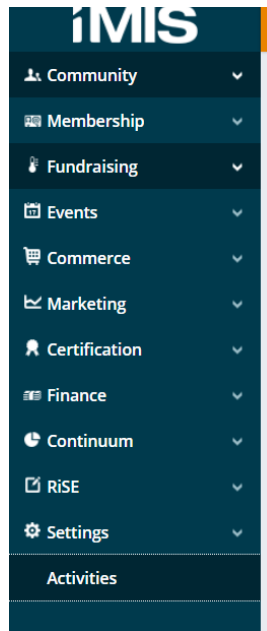 iMIS
Community
Membership
Fundraising
Events
Commerce
Marketing
Certification
Finance
Continuum
RiSE
Settings
Activities